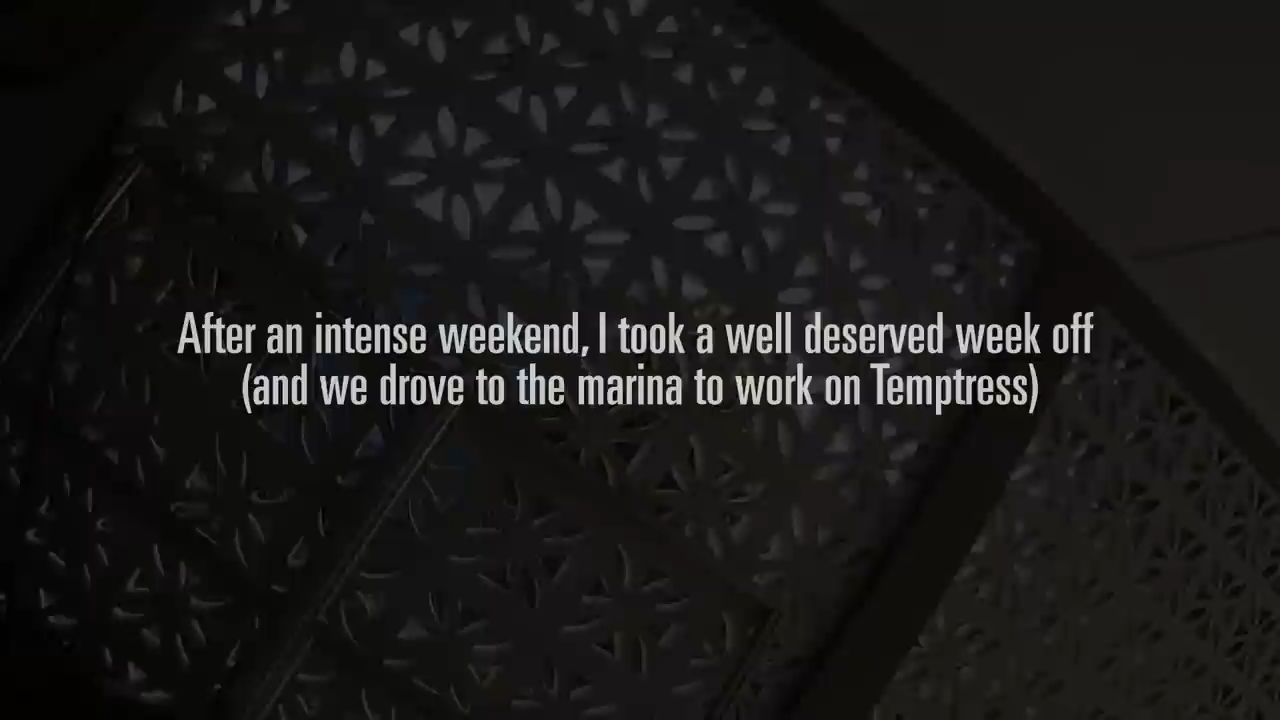 After an intense weekend, I took a well deserved week off
(and we drove to the marina to work on Temptress)